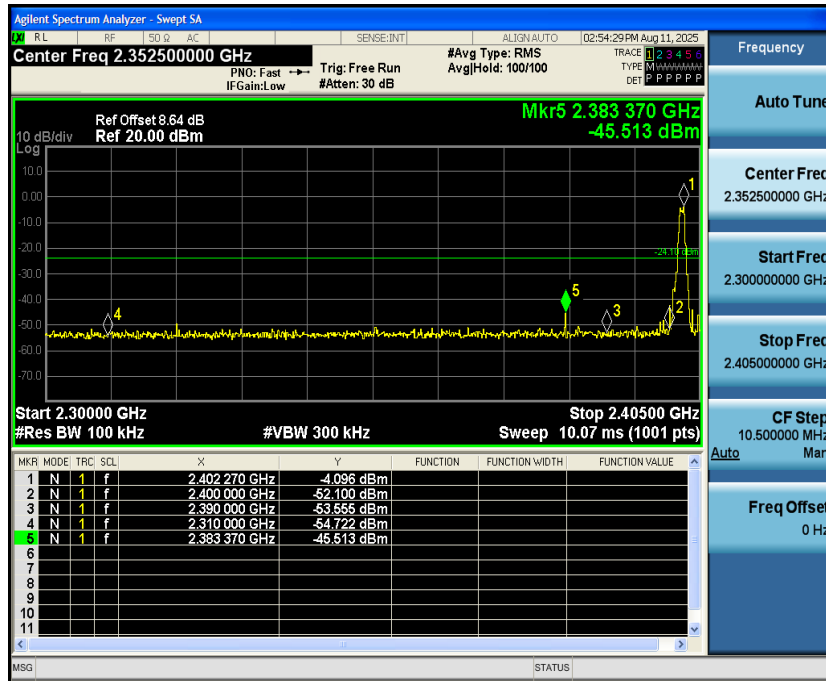 Agilent Spectrum Analyzer - Swept SA
LXI RL RF 50 Ω AC SENSE:INT ALIGN AUTO 02:54:29 PM Aug 11, 2025
Center Freq 2.352500000 GHz
PNO: Fast
IFGain:Low
Trig: Free Run
#Atten: 30 dB
#Avg Type: RMS
Avg|Hold: 100/100
TRACE 1 2 3 4 5 6
TYPE M
DET P P P P P P
Mkr5 2.383 370 GHz
-45.513 dBm
Ref Offset 8.64 dB
Ref 20.00 dBm
10 dB/div
Log
10.0
0.00
-10.0
-20.0
-30.0
-40.0
-50.0
-60.0
-70.0
1
-24.10 dBm
5
4
3
2
Start 2.30000 GHz
Stop 2.40500 GHz
#Res BW 100 kHz
#VBW 300 kHz
Sweep 10.07 ms (1001 pts)
MKR MODE TRC SCL X Y FUNCTION FUNCTION WIDTH FUNCTION VALUE
1 N 1 f 2.402 270 GHz -4.096 dBm
2 N 1 f 2.400 000 GHz -52.100 dBm
3 N 1 f 2.390 000 GHz -53.555 dBm
4 N 1 f 2.310 000 GHz -54.722 dBm
5 N 1 f 2.383 370 GHz -45.513 dBm
6
7
8
9
10
11
MSG STATUS
Frequency
Auto Tune
Center Freq
2.352500000 GHz
Start Freq
2.300000000 GHz
Stop Freq
2.405000000 GHz
CF Step
10.500000 MHz
Auto Man
Freq Offset
0 Hz